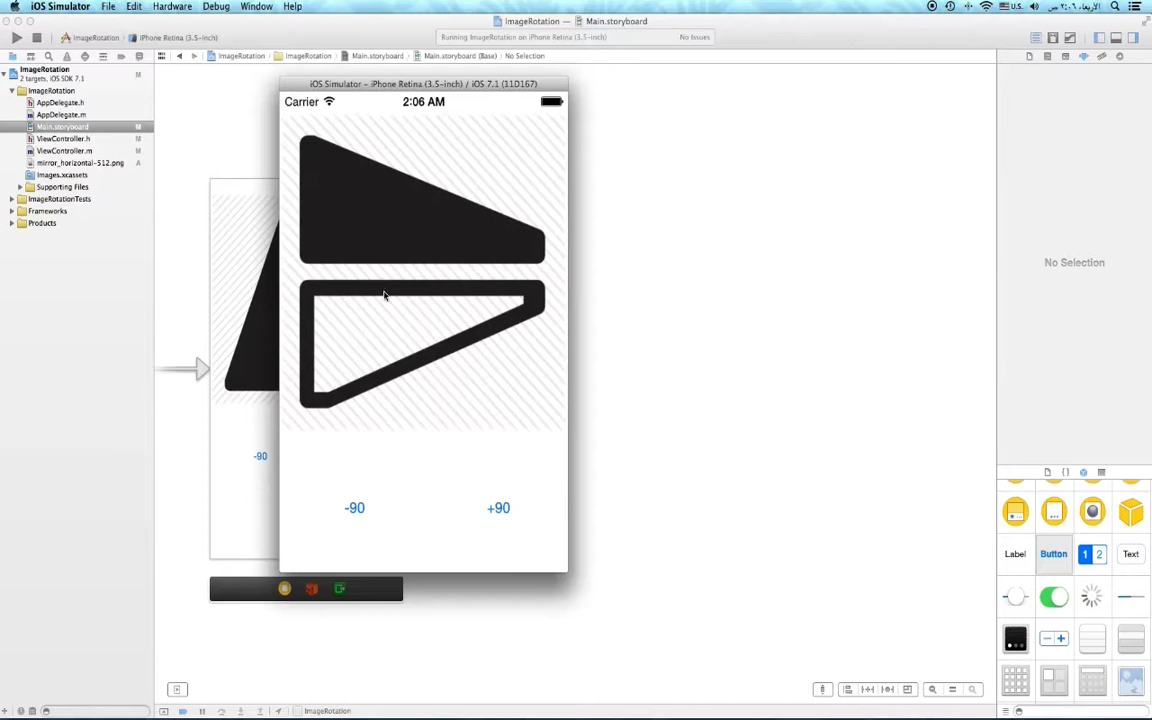 iOS Simulator File Edit Hardware Debug Window Help U.S. الأربعاء ٢:٠٦ ص
ImageRotation — Main.storyboard
ImageRotation iPhone Retina (3.5-inch) Running ImageRotation on iPhone Retina (3.5-inch) No Issues
ImageRotation ImageRotation Main.storyboard Main.storyboard (Base) No Selection
ImageRotation M
2 targets, iOS SDK 7.1
ImageRotation
AppDelegate.h
AppDelegate.m
Main.storyboard M
ViewController.h M
ViewController.m M
mirror_horizontal-512.png A
Images.xcassets
Supporting Files
ImageRotationTests
Frameworks
Products
iOS Simulator – iPhone Retina (3.5-inch) / iOS 7.1 (11D167)
Carrier 2:06 AM
-90
-90 +90
No Selection
Label Button 1 2 Text
ImageRotation